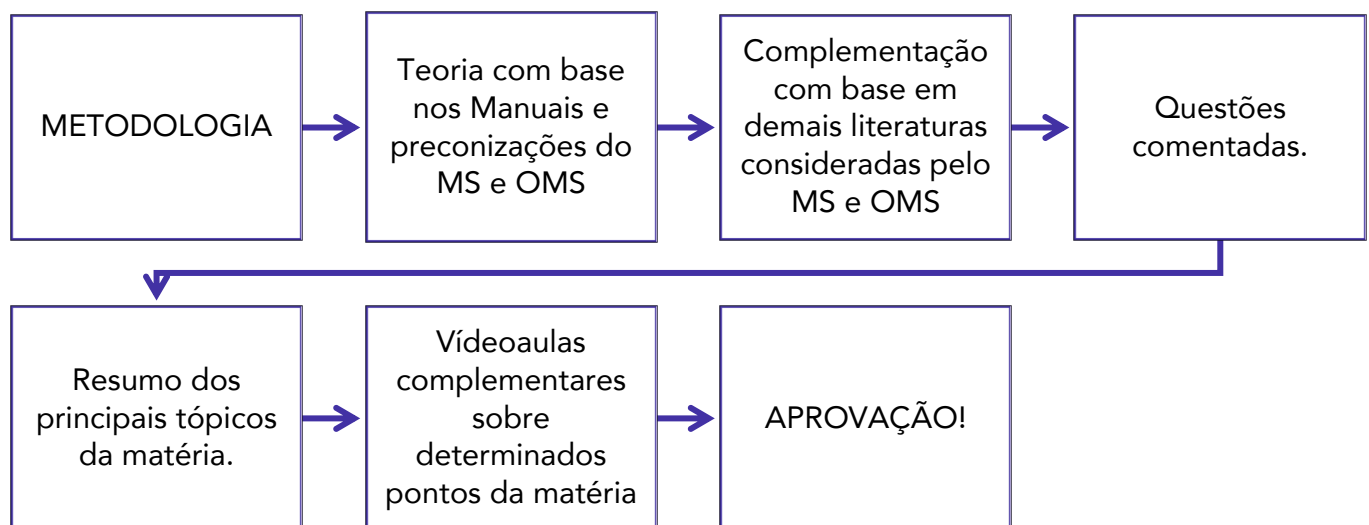 METODOLOGIA
Teoria com base
nos Manuais e
preconizações do
MS e OMS
Complementação
com base em
demais literaturas
consideradas pelo
MS e OMS
Questões
comentadas.
Resumo dos
principais tópicos
da matéria.
Vídeoaulas
complementares
sobre
determinados
pontos da matéria
APROVAÇÃO!